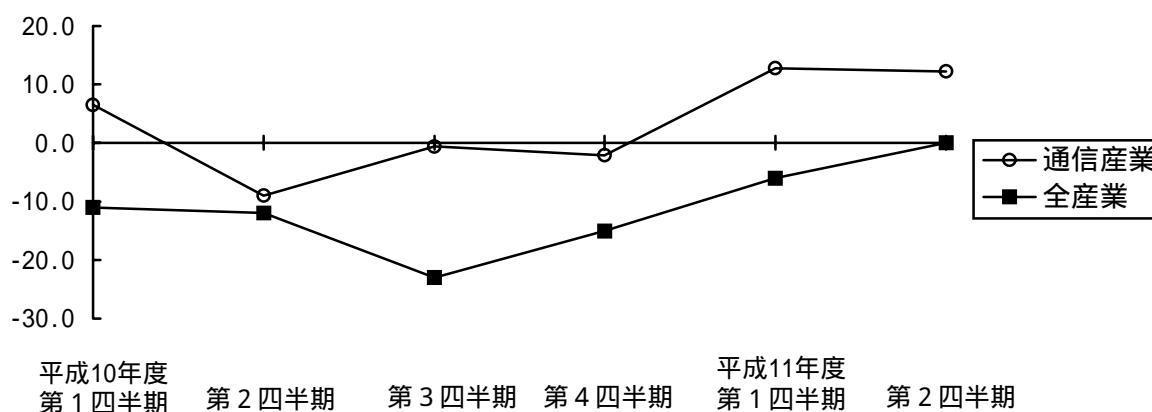 20.0
10.0
0.0
-10.0
-20.0
-30.0
通信産業
全産業
平成10年度
第1四半期
第2四半期
第3四半期
第4四半期
平成11年度
第1四半期
第2四半期